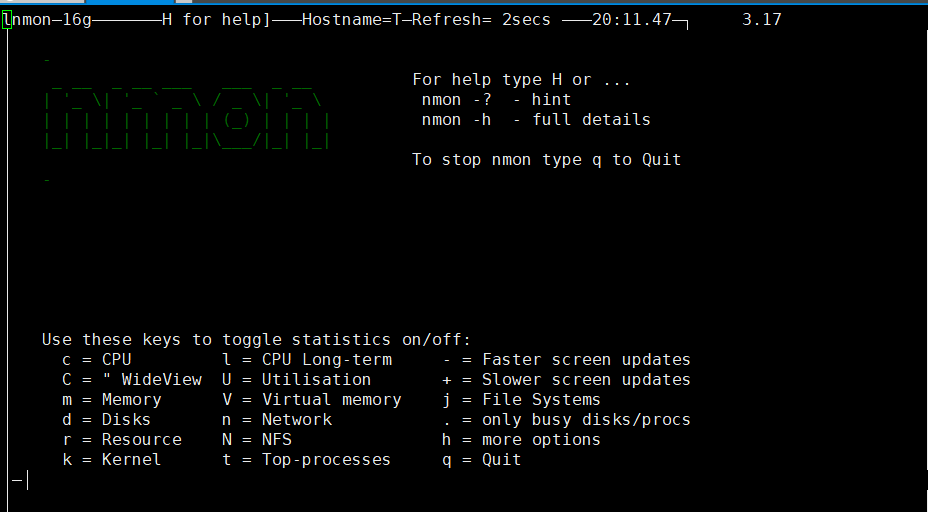 lnmon─16g───────H for help]───Hostname=T─Refresh= 2secs ───20:11.47─┐ 3.17
For help type H or ...
nmon -? - hint
nmon -h - full details
To stop nmon type q to Quit
nmon
Use these keys to toggle statistics on/off:
c = CPU l = CPU Long-term - = Faster screen updates
C = " WideView U = Utilisation + = Slower screen updates
m = Memory V = Virtual memory j = File Systems
d = Disks n = Network . = only busy disks/procs
r = Resource N = NFS h = more options
k = Kernel t = Top-processes q = Quit